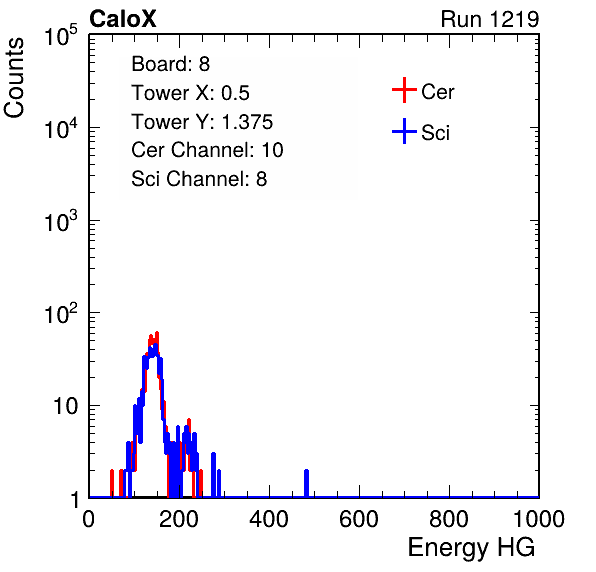 CaloX Run 1219
Counts
Board: 8
Tower X: 0.5
Tower Y: 1.375
Cer Channel: 10
Sci Channel: 8
Cer
Sci
10^5
10^4
10^3
10^2
10
1
0 200 400 600 800 1000
Energy HG